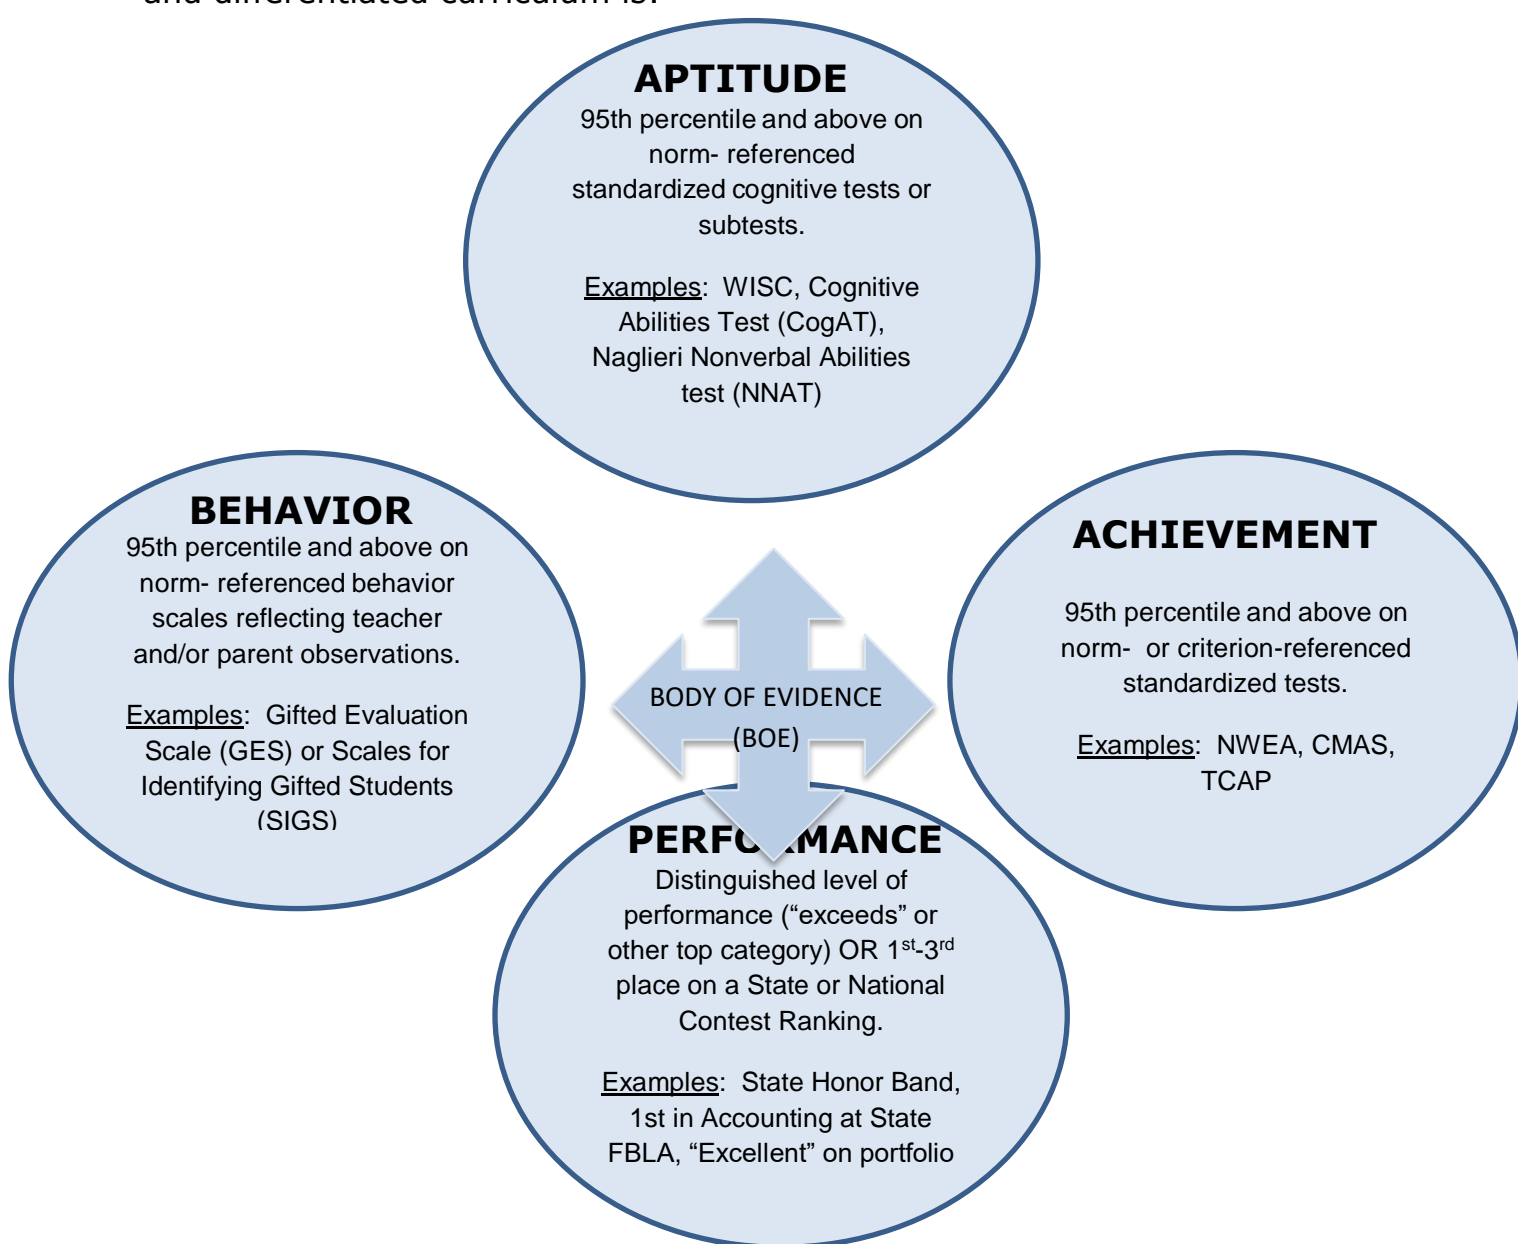 and differentiated curriculum is:
APTITUDE
95th percentile and above on
norm- referenced
standardized cognitive tests or
subtests.
Examples: WISC, Cognitive
Abilities Test (CogAT),
Naglieri Nonverbal Abilities
test (NNAT)
BEHAVIOR
95th percentile and above on
norm- referenced behavior
scales reflecting teacher
and/or parent observations.
Examples: Gifted Evaluation
Scale (GES) or Scales for
Identifying Gifted Students
(SIGS)
BODY OF EVIDENCE
(BOE)
ACHIEVEMENT
95th percentile and above on
norm- or criterion-referenced
standardized tests.
Examples: NWEA, CMAS,
TCAP
PERFORMANCE
Distinguished level of
performance (“exceeds” or
other top category) OR 1st-3rd
place on a State or National
Contest Ranking.
Examples: State Honor Band,
1st in Accounting at State
FBLA, “Excellent” on portfolio